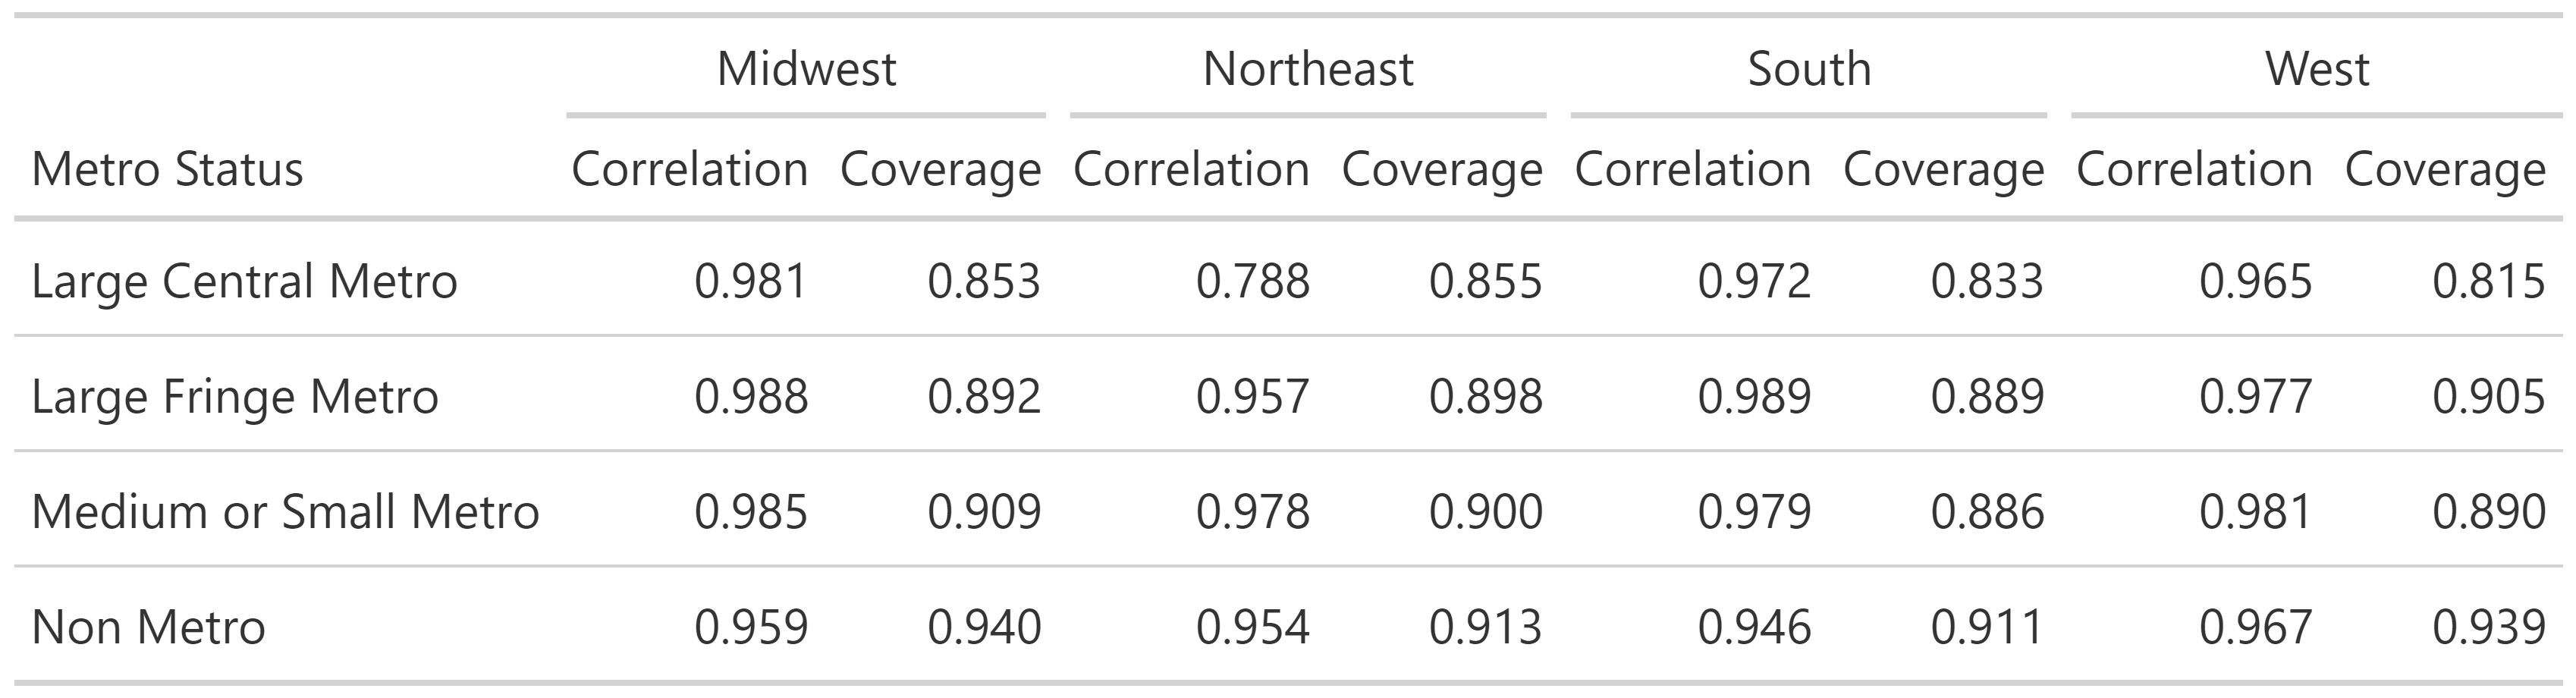 Midwest Northeast South West
Metro Status Correlation Coverage Correlation Coverage Correlation Coverage Correlation Coverage
Large Central Metro 0.981 0.853 0.788 0.855 0.972 0.833 0.965 0.815
Large Fringe Metro 0.988 0.892 0.957 0.898 0.989 0.889 0.977 0.905
Medium or Small Metro 0.985 0.909 0.978 0.900 0.979 0.886 0.981 0.890
Non Metro 0.959 0.940 0.954 0.913 0.946 0.911 0.967 0.939